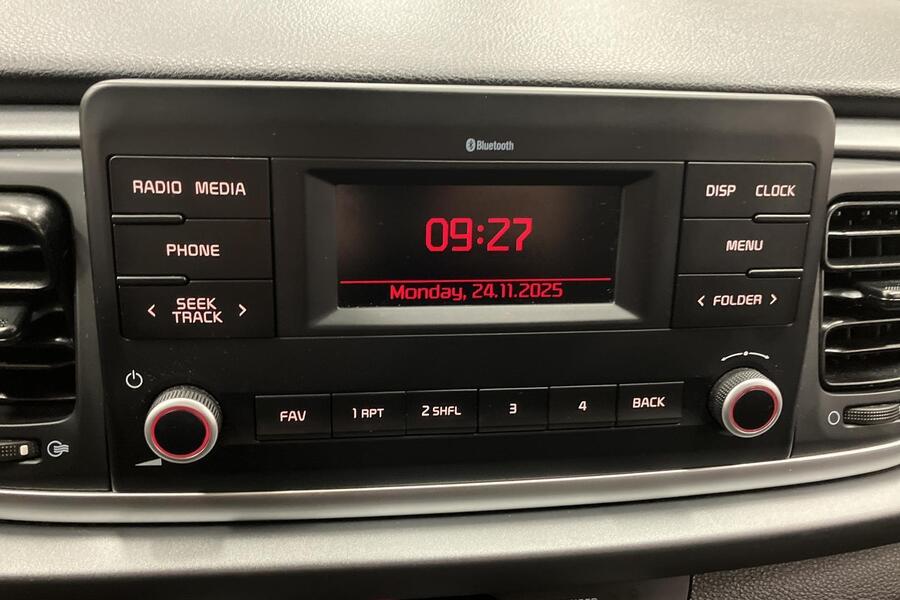 Bluetooth
RADIO MEDIA
DISP CLOCK
09:27
PHONE
MENU
Monday, 24.11.2025
< SEEK >
TRACK
< FOLDER >
FAV
1 RPT
2 SHFL
3
4
BACK